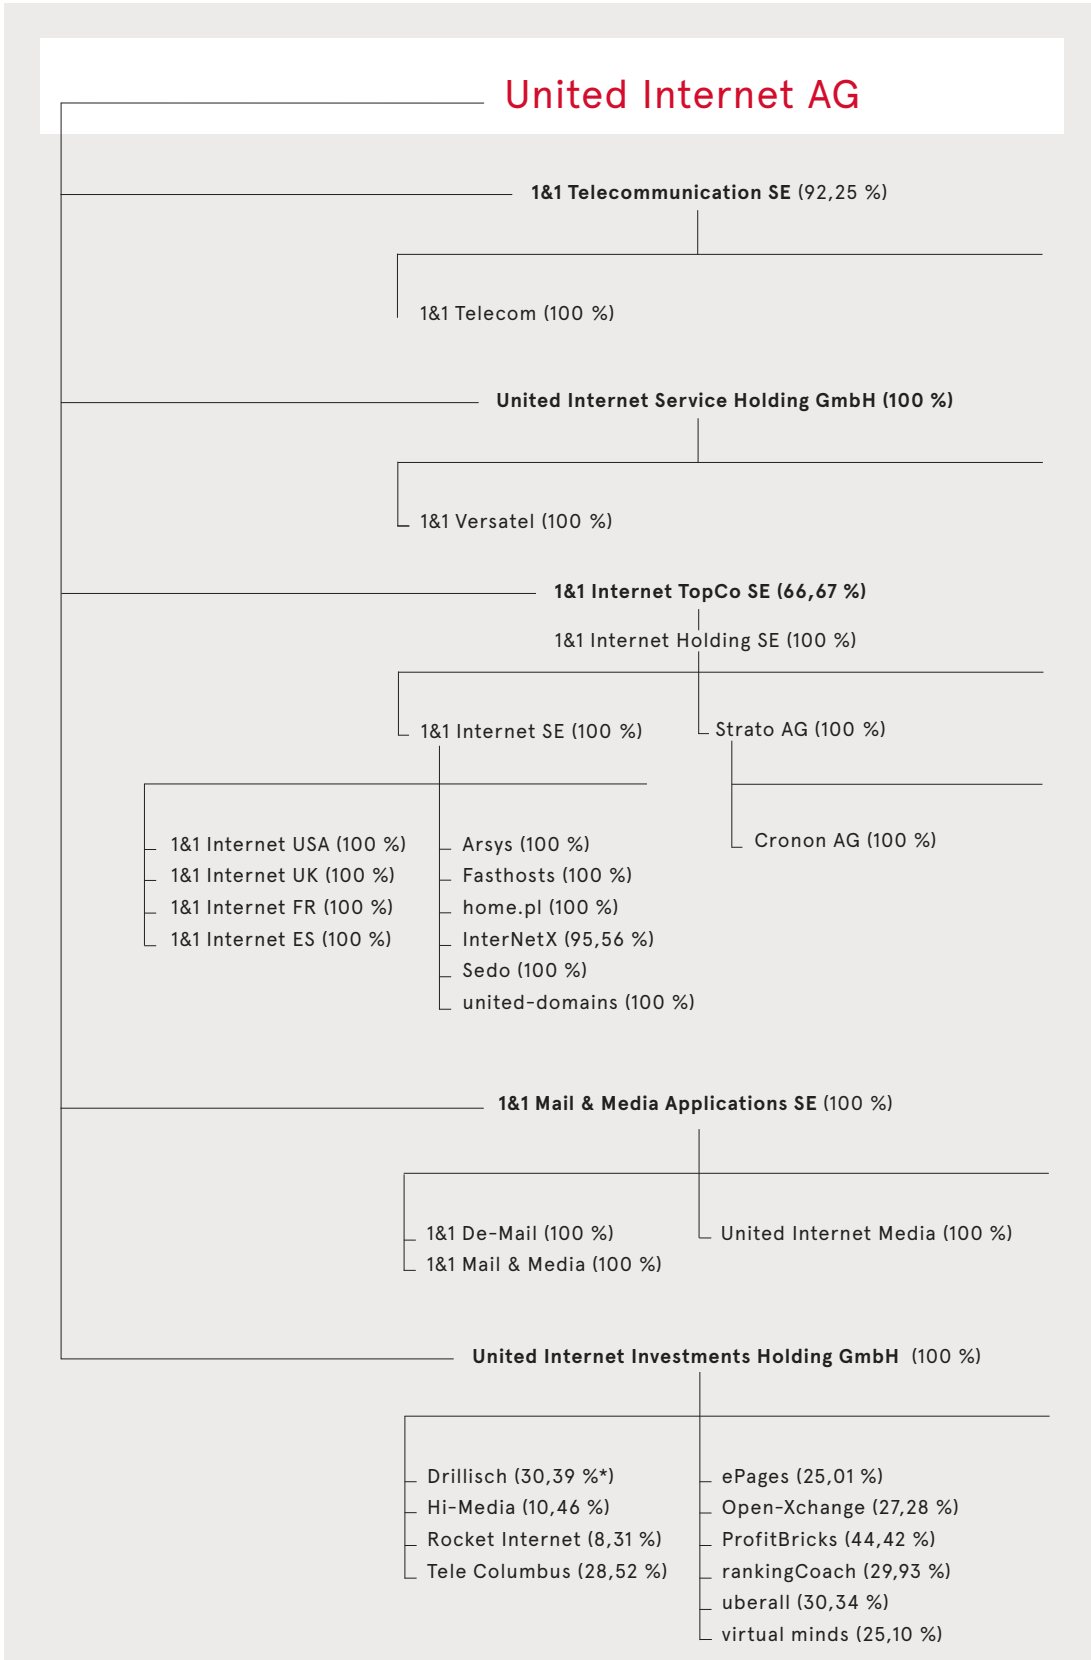 United Internet AG
1&1 Telecommunication SE (92,25 %)
1&1 Telecom (100 %)
United Internet Service Holding GmbH (100 %)
1&1 Versatel (100 %)
1&1 Internet TopCo SE (66,67 %)
1&1 Internet Holding SE (100 %)
1&1 Internet SE (100 %)
Strato AG (100 %)
1&1 Internet USA (100 %)
1&1 Internet UK (100 %)
1&1 Internet FR (100 %)
1&1 Internet ES (100 %)
Arsys (100 %)
Fasthosts (100 %)
home.pl (100 %)
InterNetX (95,56 %)
Sedo (100 %)
united-domains (100 %)
Cronon AG (100 %)
1&1 Mail & Media Applications SE (100 %)
1&1 De-Mail (100 %)
1&1 Mail & Media (100 %)
United Internet Media (100 %)
United Internet Investments Holding GmbH (100 %)
Drillisch (30,39 %*)
Hi-Media (10,46 %)
Rocket Internet (8,31 %)
Tele Columbus (28,52 %)
ePages (25,01 %)
Open-Xchange (27,28 %)
ProfitBricks (44,42 %)
rankingCoach (29,93 %)
uberall (30,34 %)
virtual minds (25,10 %)